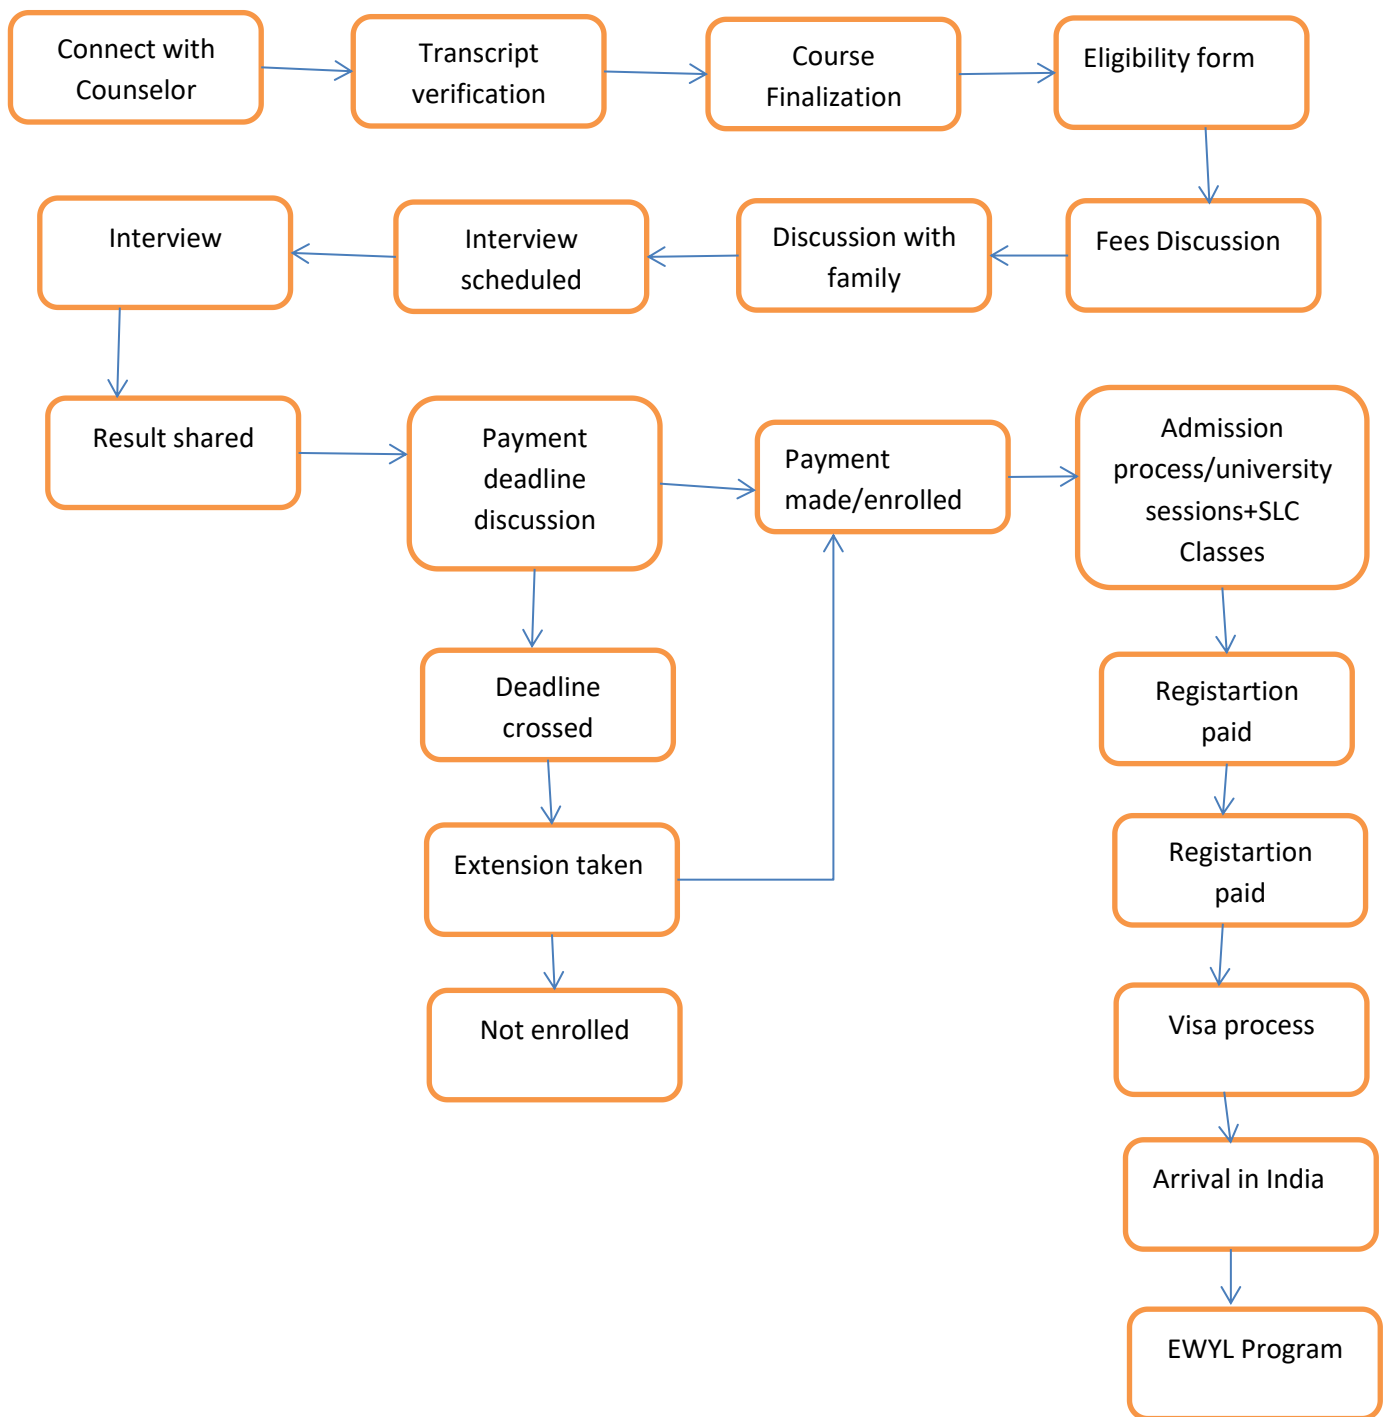 Connect with
Counselor
Transcript
verification
Course
Finalization
Eligibility form
Fees Discussion
Discussion with
family
Interview
scheduled
Interview
Result shared
Payment
deadline
discussion
Payment
made/enrolled
Admission
process/university
sessions+SLC
Classes
Deadline
crossed
Extension taken
Not enrolled
Registartion
paid
Registartion
paid
Visa process
Arrival in India
EWYL Program